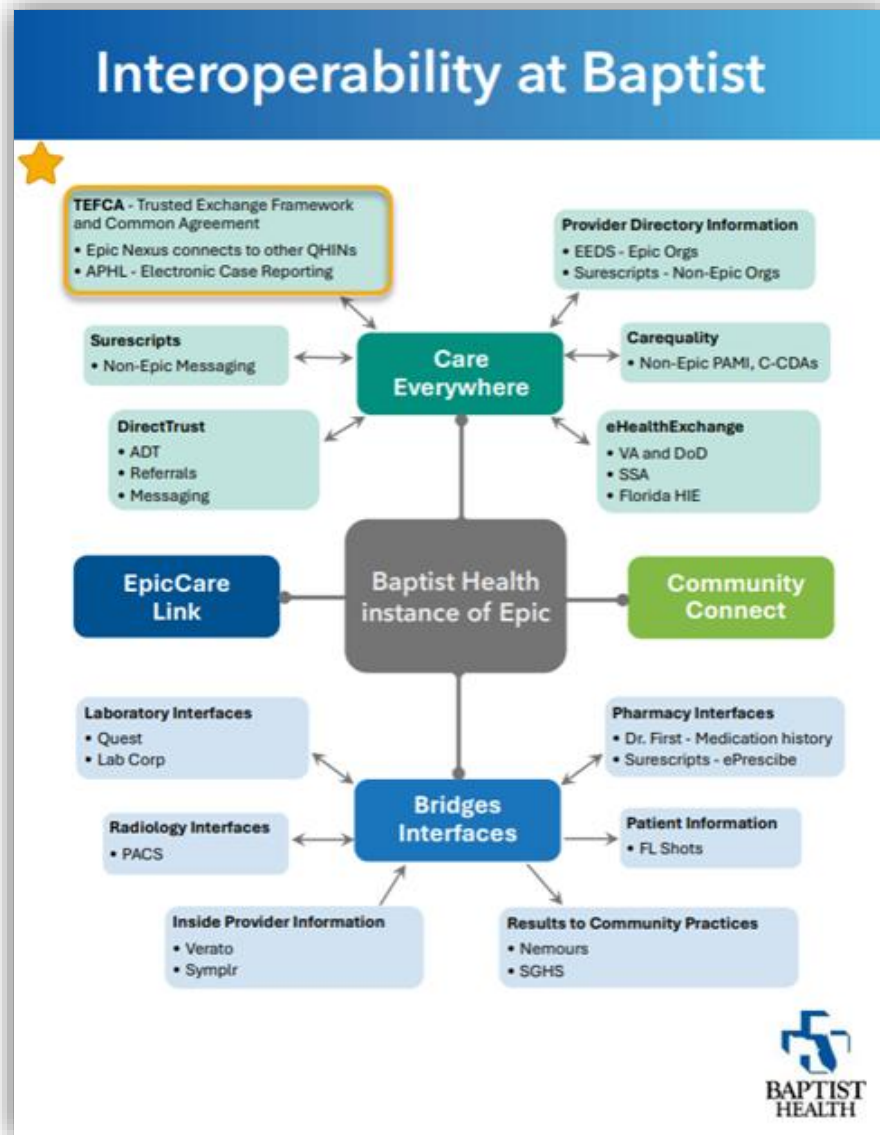 Interoperability at Baptist
TEFCA - Trusted Exchange Framework
and Common Agreement
• Epic Nexus connects to other QHINs
• APHL - Electronic Case Reporting
Provider Directory Information
• EEDS - Epic Orgs
• Surescripts - Non-Epic Orgs
Surescripts
• Non-Epic Messaging
Care
Everywhere
Carequality
• Non-Epic PAMI, C-CDAs
DirectTrust
• ADT
• Referrals
• Messaging
eHealthExchange
• VA and DoD
• SSA
• Florida HIE
EpicCare
Link
Baptist Health
instance of Epic
Community
Connect
Laboratory Interfaces
• Quest
• Lab Corp
Pharmacy Interfaces
• Dr. First - Medication history
• Surescripts - ePrescibe
Bridges
Interfaces
Radiology Interfaces
• PACS
Patient Information
• FL Shots
Inside Provider Information
• Verato
• Symplr
Results to Community Practices
• Nemours
• SGHS
BAPTIST
HEALTH